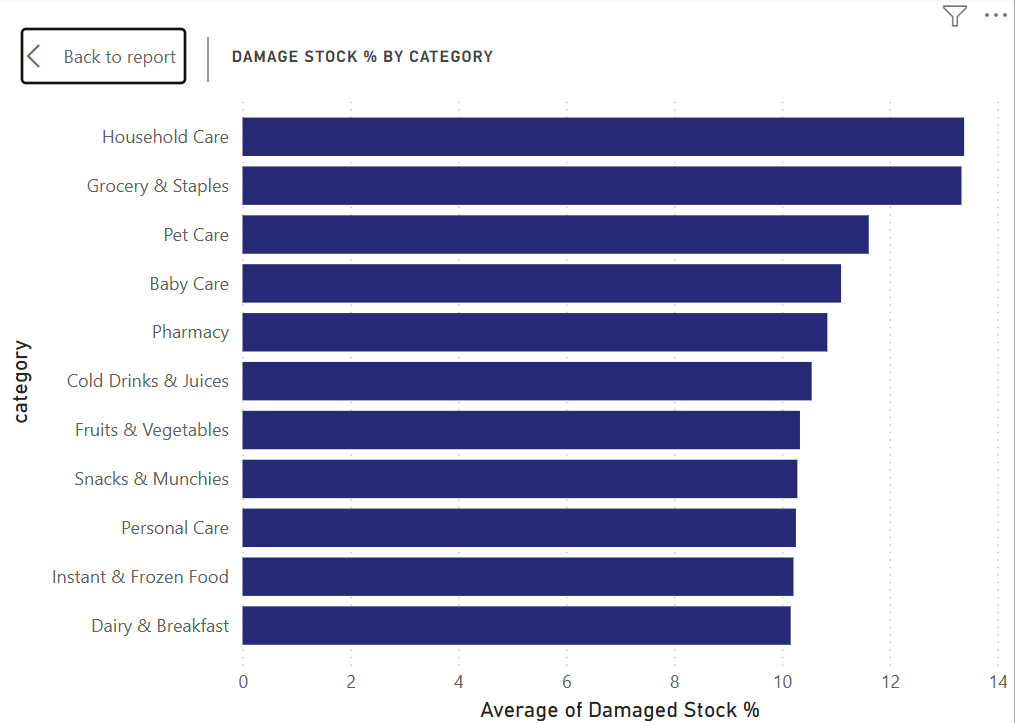 Back to report
DAMAGE STOCK % BY CATEGORY
category
Household Care
Grocery & Staples
Pet Care
Baby Care
Pharmacy
Cold Drinks & Juices
Fruits & Vegetables
Snacks & Munchies
Personal Care
Instant & Frozen Food
Dairy & Breakfast
0 2 4 6 8 10 12 14
Average of Damaged Stock %